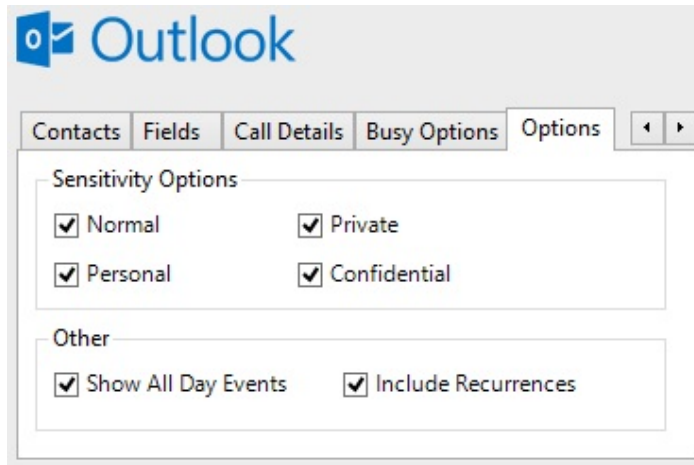 Outlook
Contacts Fields Call Details Busy Options Options
Sensitivity Options
Normal Private
Personal Confidential
Other
Show All Day Events Include Recurrences